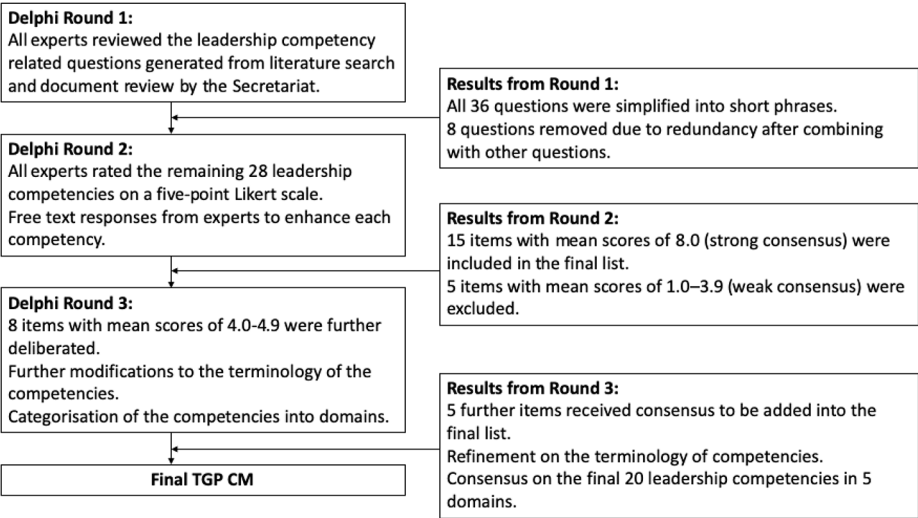 Delphi Round 1:
All experts reviewed the leadership competency
related questions generated from literature search
and document review by the Secretariat.
Results from Round 1:
All 36 questions were simplified into short phrases.
8 questions removed due to redundancy after combining
with other questions.
Delphi Round 2:
All experts rated the remaining 28 leadership
competencies on a five-point Likert scale.
Free text responses from experts to enhance each
competency.
Results from Round 2:
15 items with mean scores of 8.0 (strong consensus) were
included in the final list.
5 items with mean scores of 1.0–3.9 (weak consensus) were
excluded.
Delphi Round 3:
8 items with mean scores of 4.0-4.9 were further
deliberated.
Further modifications to the terminology of the
competencies.
Categorisation of the competencies into domains.
Results from Round 3:
5 further items received consensus to be added into the
final list.
Refinement on the terminology of competencies.
Consensus on the final 20 leadership competencies in 5
domains.
Final TGP CM